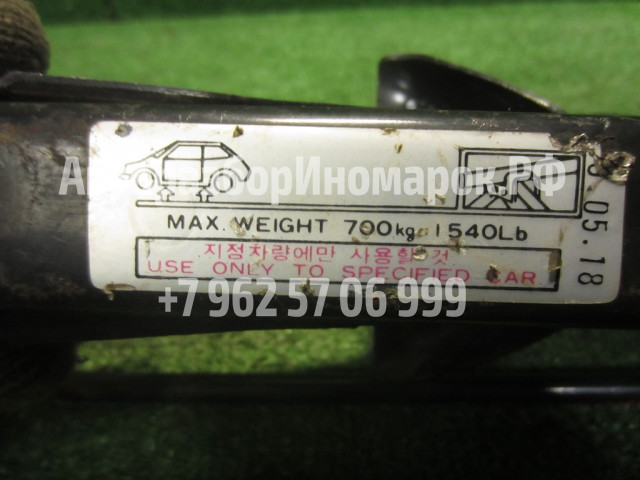 АвтоРазборИномарок.РФ
MAX. WEIGHT 700kg 1540Lb
지정차량에만 사용할 것
USE ONLY TO SPECIFIED CAR
05.18
+7 962 57 06 999